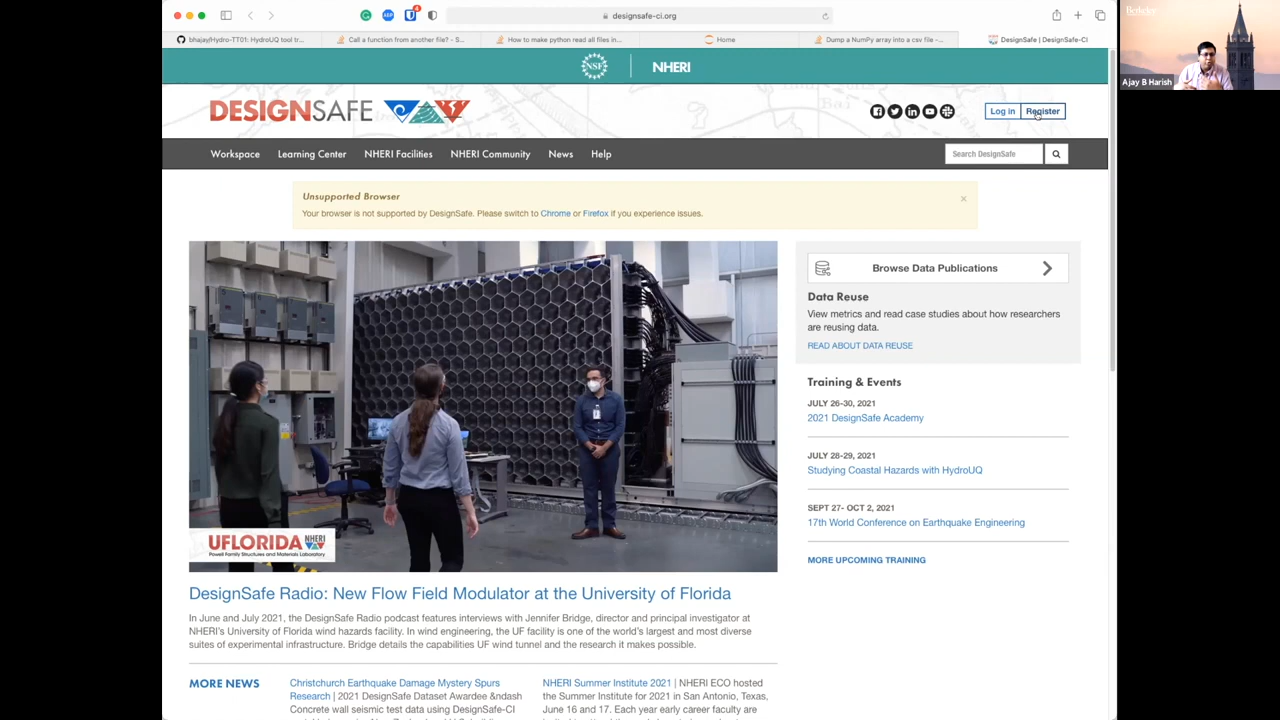 designsafe-ci.org
bhajay/Hydro-TT01: HydroUQ tool tr...
Call a function from another file? - S...
How to make python read all files in...
Home
Dump a NumPy array into a csv file -...
DesignSafe | DesignSafe-CI
Berkeley
Ajay B Harish
NSF
NHERI
DESIGNSAFE
Log in
Register
Workspace
Learning Center
NHERI Facilities
NHERI Community
News
Help
Search DesignSafe
Unsupported Browser
×
Your browser is not supported by DesignSafe. Please switch to Chrome or Firefox if you experience issues.
UFLORIDA NHERI
Powell Family Structures and Materials Laboratory
Browse Data Publications
Data Reuse
View metrics and read case studies about how researchers
are reusing data.
READ ABOUT DATA REUSE
Training & Events
JULY 26-30, 2021
2021 DesignSafe Academy
JULY 28-29, 2021
Studying Coastal Hazards with HydroUQ
SEPT 27- OCT 2, 2021
17th World Conference on Earthquake Engineering
MORE UPCOMING TRAINING
DesignSafe Radio: New Flow Field Modulator at the University of Florida
In June and July 2021, the DesignSafe Radio podcast features interviews with Jennifer Bridge, director and principal investigator at
NHERI's University of Florida wind hazards facility. In wind engineering, the UF facility is one of the world's largest and most diverse
suites of experimental infrastructure. Bridge details the capabilities UF wind tunnel and the research it makes possible.
MORE NEWS
Christchurch Earthquake Damage Mystery Spurs
Research | 2021 DesignSafe Dataset Awardee &ndash
Concrete wall seismic test data using DesignSafe-CI
NHERI Summer Institute 2021 | NHERI ECO hosted
the Summer Institute for 2021 in San Antonio, Texas,
June 16 and 17. Each year early career faculty are